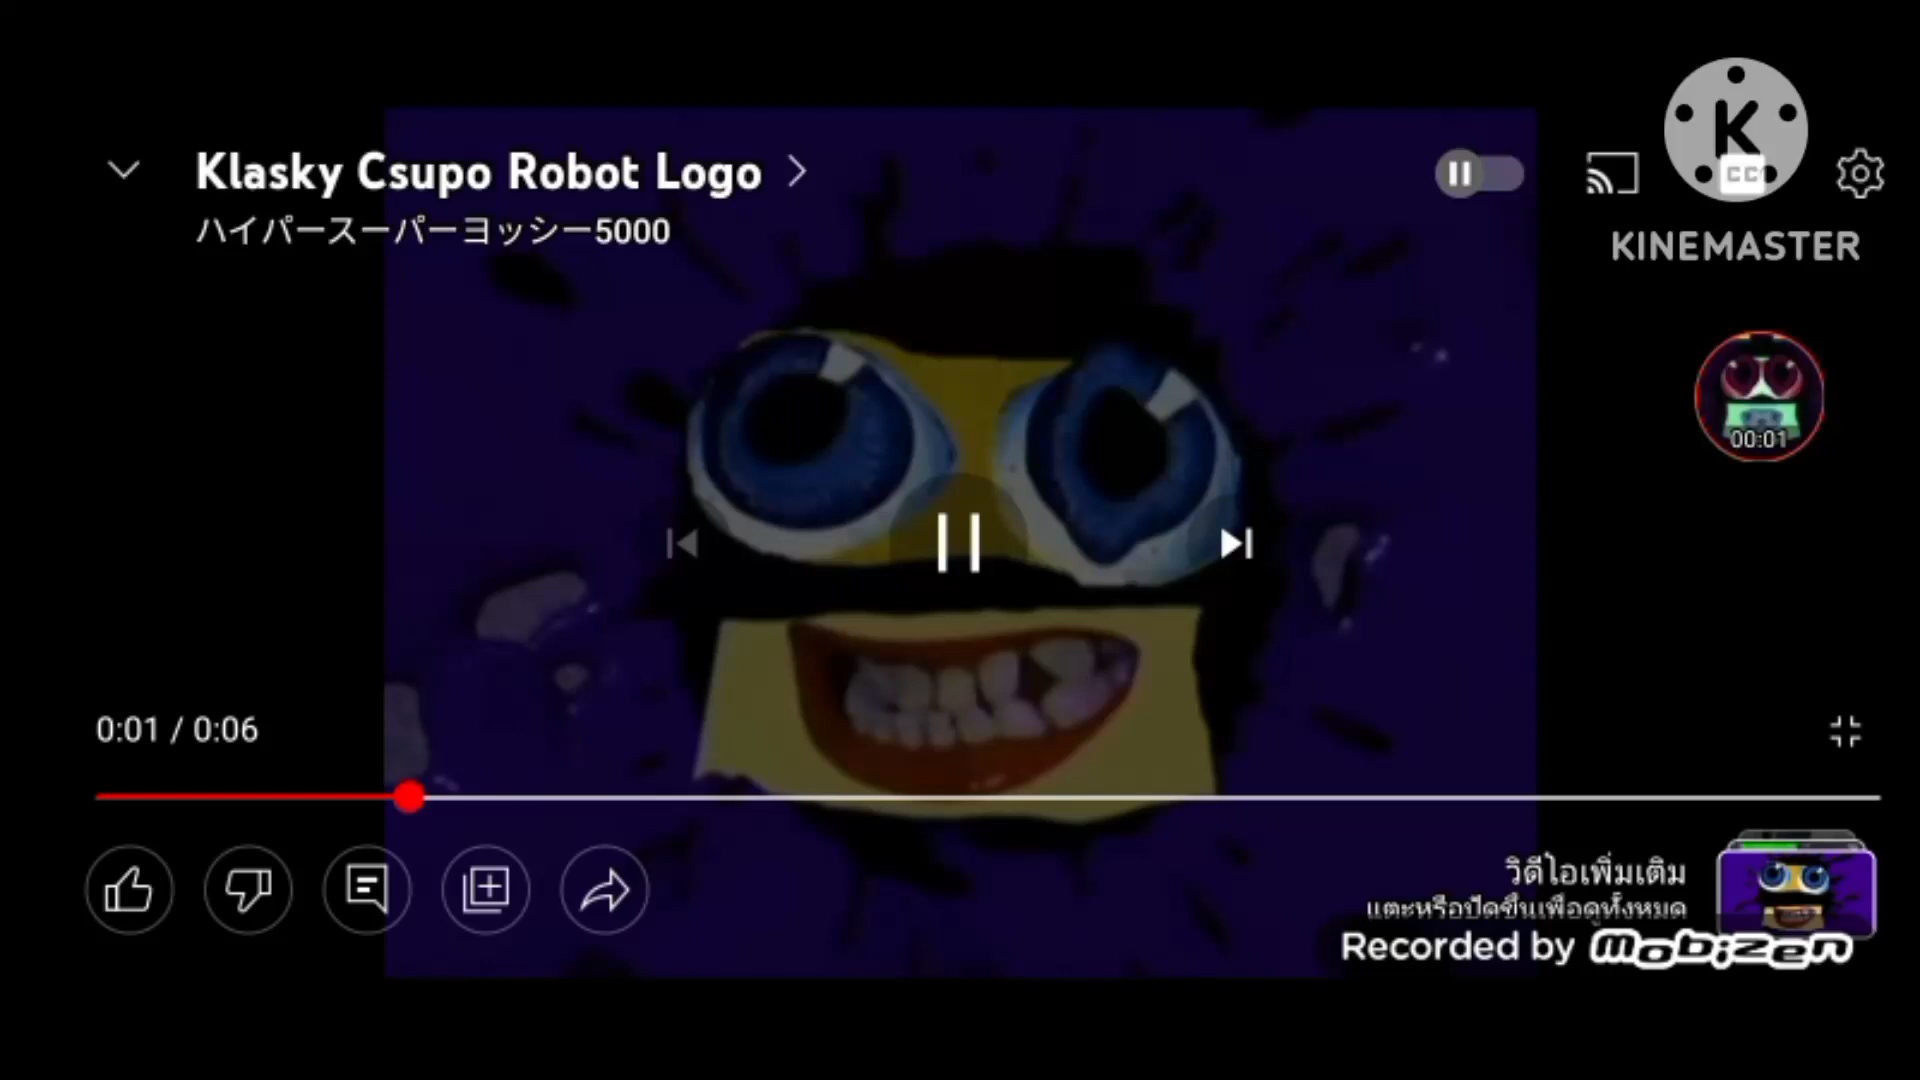 Klasky Csupo Robot Logo
ハイパースーパーヨッシー5000
K
CC
KINEMASTER
00:01
0:01 / 0:06
วิดีโอเพิ่มเติม
แตะหรือปัดขึ้นเพื่อดูทั้งหมด
Recorded by mobizen